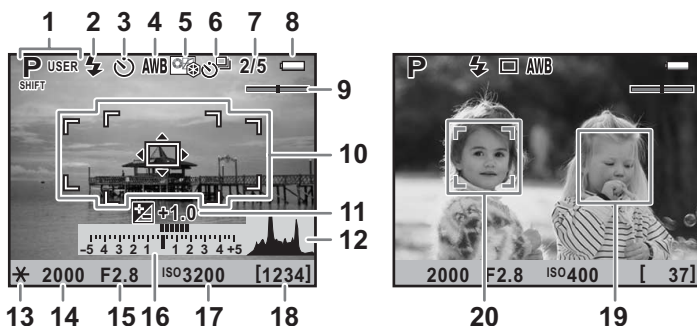 1 2 3 4 5 6 7 8
P USER AWB 2/5
SHIFT
9
10
+1.0 11
12
-5 4 3 2 1 1 2 3 4 +5
2000 F2.8 ISO3200 [1234]
13 14 15 16 17 18
P AWB
2000 F2.8 ISO400 [ 37]
20 19